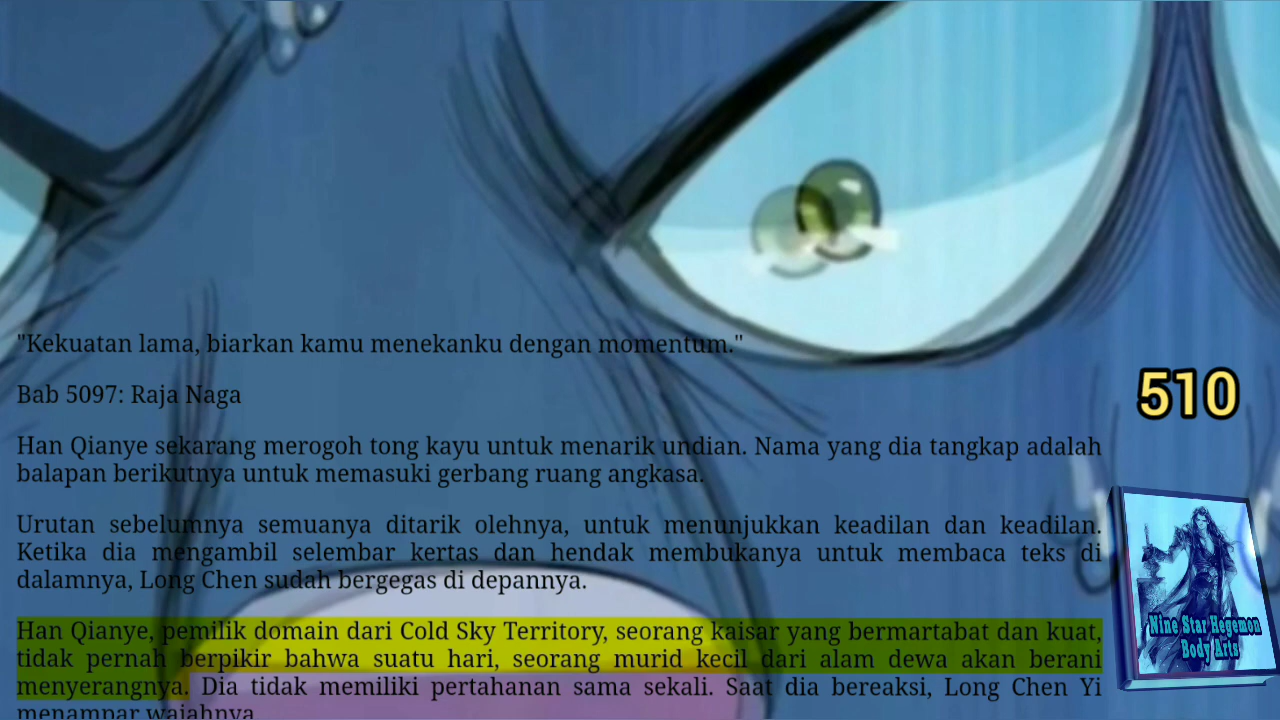 "Kekuatan lama, biarkan kamu menekanku dengan momentum."
Bab 5097: Raja Naga
Han Qianye sekarang merogoh tong kayu untuk menarik undian. Nama yang dia tangkap adalah
balapan berikutnya untuk memasuki gerbang ruang angkasa.
Urutan sebelumnya semuanya ditarik olehnya, untuk menunjukkan keadilan dan keadilan.
Ketika dia mengambil selembar kertas dan hendak membukanya untuk membaca teks di
dalamnya, Long Chen sudah bergegas di depannya.
Han Qianye, pemilik domain dari Cold Sky Territory, seorang kaisar yang bermartabat dan kuat,
tidak pernah berpikir bahwa suatu hari, seorang murid kecil dari alam dewa akan berani
menyerangnya. Dia tidak memiliki pertahanan sama sekali. Saat dia bereaksi, Long Chen Yi
menampar wajahnya
510
Nine Star Hegemon
Body Arts